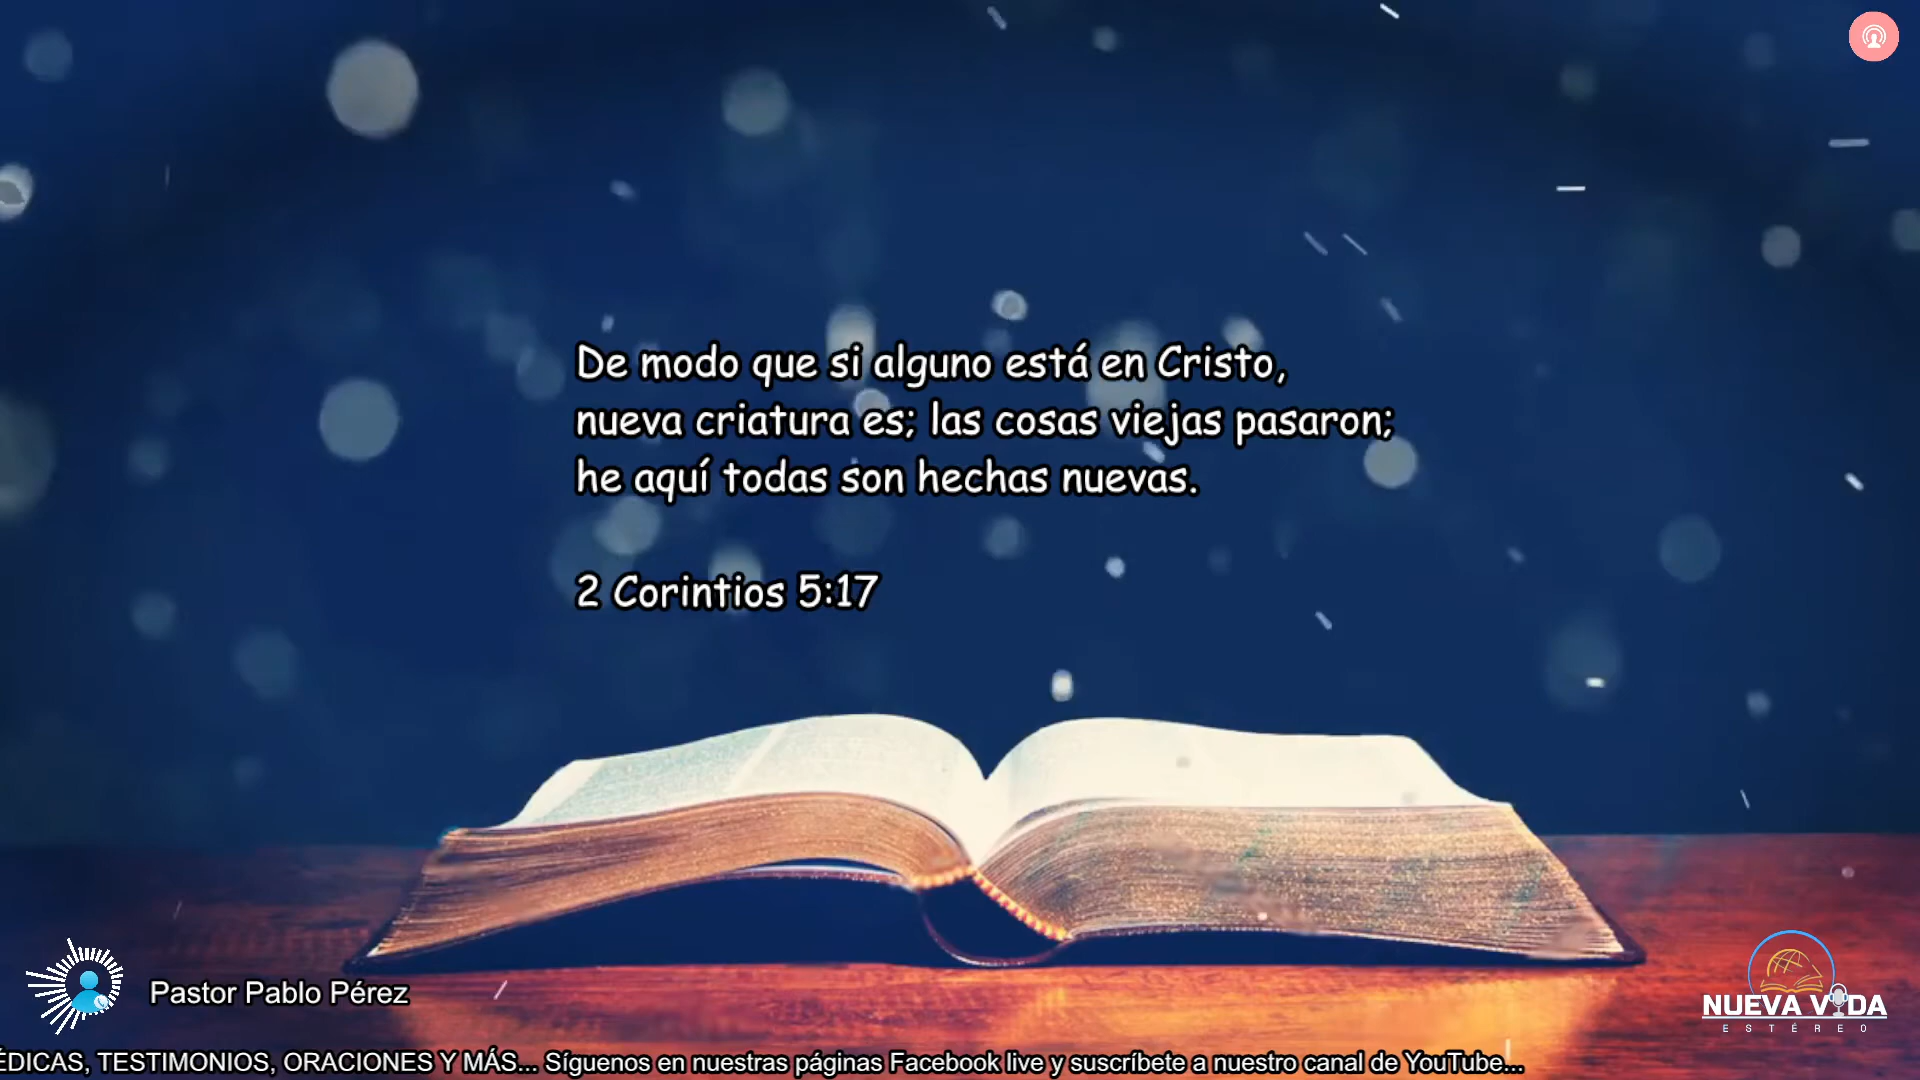 De modo que si alguno está en Cristo,
nueva criatura es; las cosas viejas pasaron;
he aquí todas son hechas nuevas.
2 Corintios 5:17
Pastor Pablo Pérez
NUEVA VIDA
ESTÉREO
TESTIMONIOS, ORACIONES Y MÁS... Síguenos en nuestras páginas Facebook live y suscríbete a nuestro canal de YouTube...